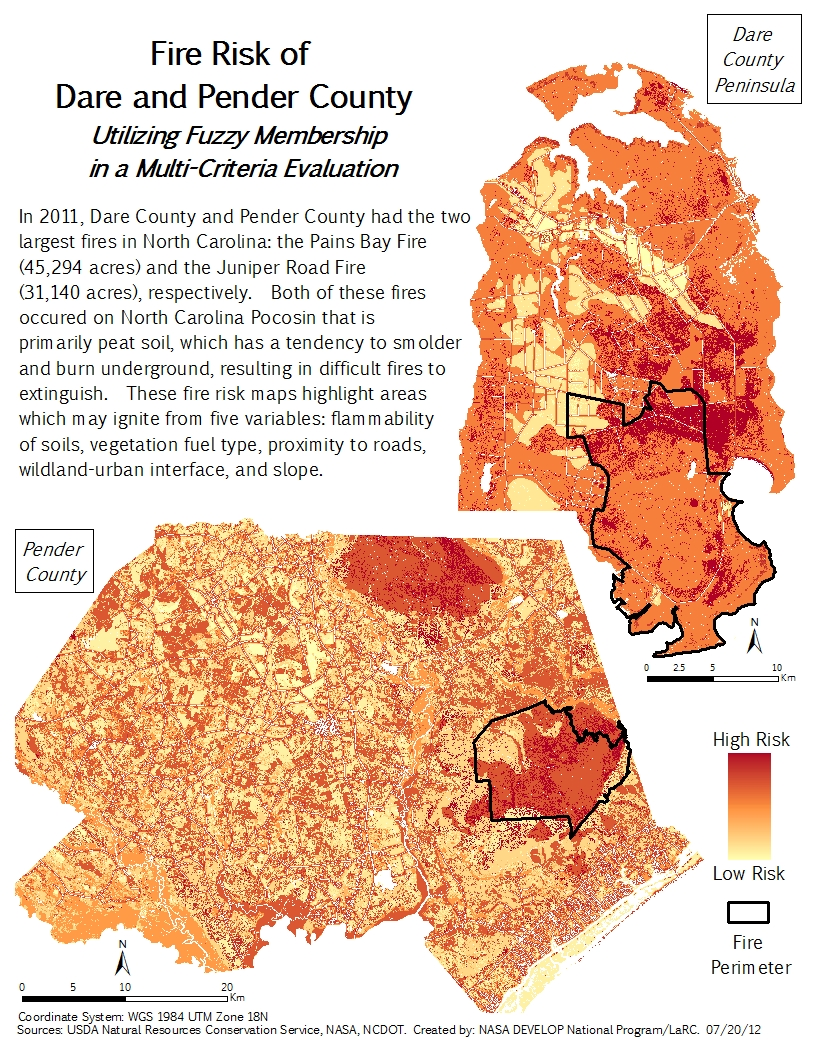 Fire Risk of
Dare and Pender County
Utilizing Fuzzy Membership
in a Multi-Criteria Evaluation
In 2011, Dare County and Pender County had the two
largest fires in North Carolina: the Pains Bay Fire
(45,294 acres) and the Juniper Road Fire
(31,140 acres), respectively. Both of these fires
occured on North Carolina Pocosin that is
primarily peat soil, which has a tendency to smolder
and burn underground, resulting in difficult fires to
extinguish. These fire risk maps highlight areas
which may ignite from five variables: flammability
of soils, vegetation fuel type, proximity to roads,
wildland-urban interface, and slope.
Dare
County
Peninsula
N
0 2.5 5 10
Km
Pender
County
High Risk
Low Risk
Fire
Perimeter
N
0 5 10 20
Km
Coordinate System: WGS 1984 UTM Zone 18N
Sources: USDA Natural Resources Conservation Service, NASA, NCDOT. Created by: NASA DEVELOP National Program/LaRC. 07/20/12